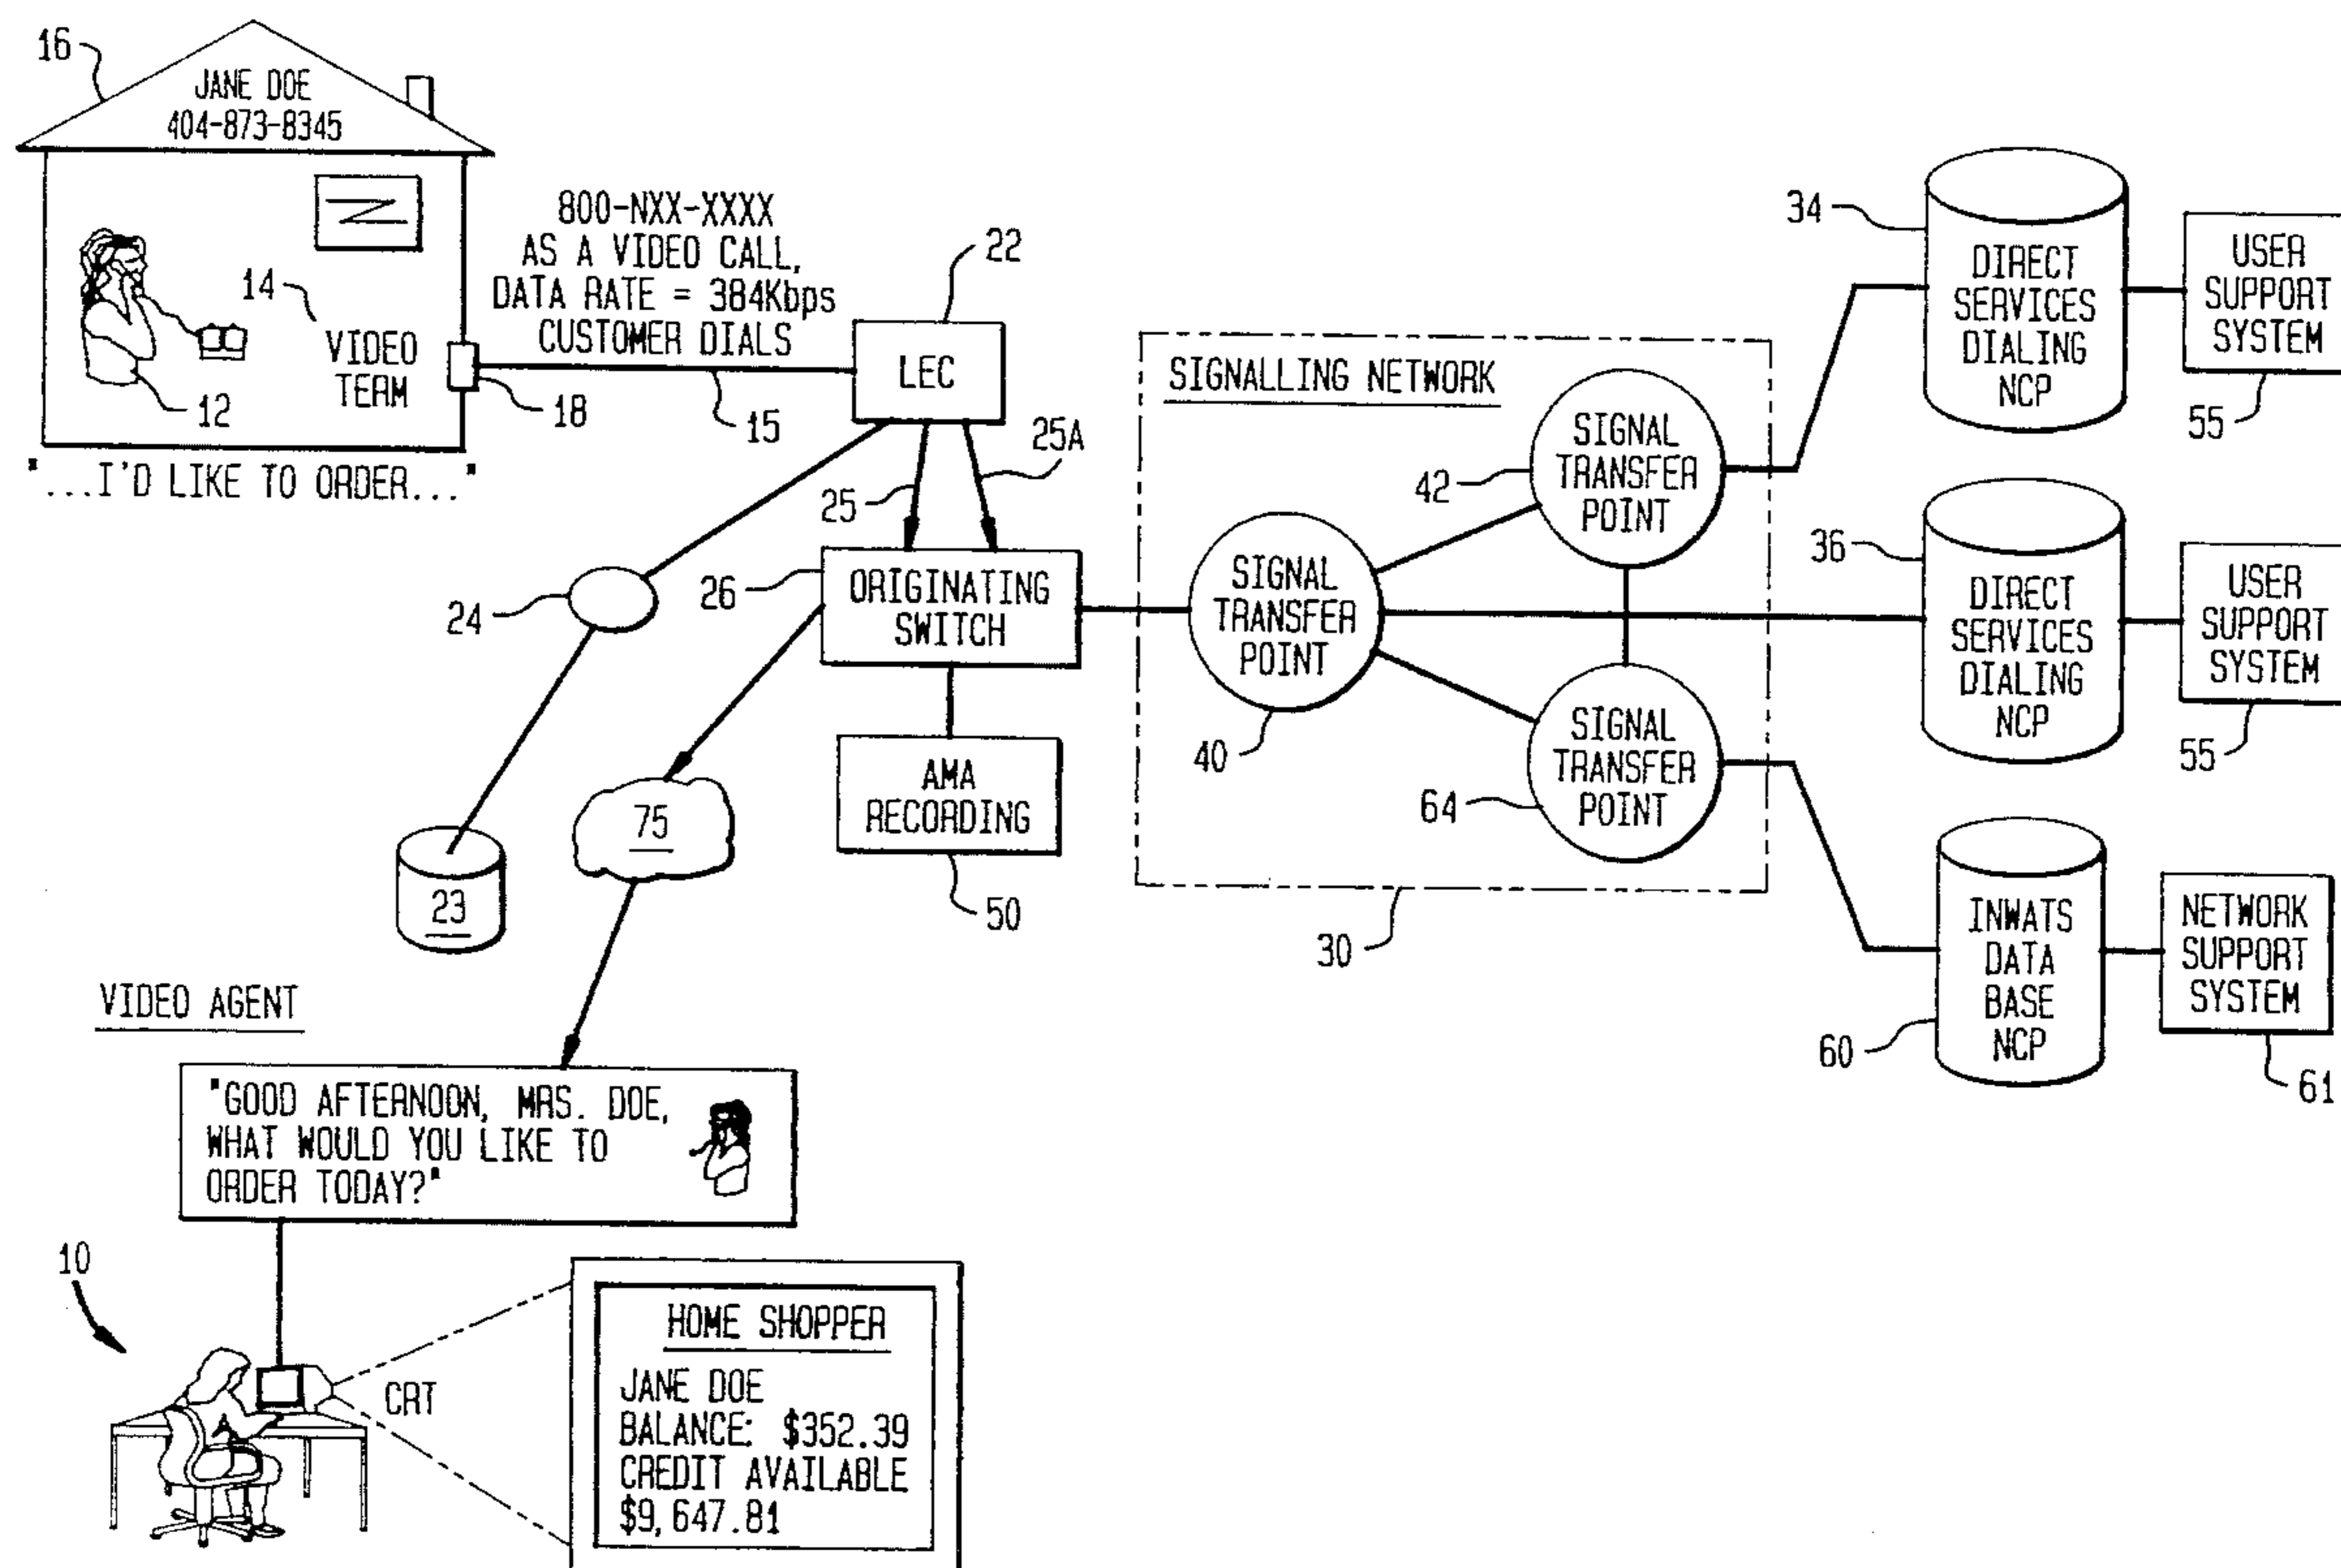 16
JANE DOE
404-873-8345
14
VIDEO
TERM
12
18
"...I'D LIKE TO ORDER..."
800-NXX-XXXX
AS A VIDEO CALL,
DATA RATE = 384Kbps
CUSTOMER DIALS
15
22
LEC
25
25A
24
23
26
ORIGINATING
SWITCH
75
AMA
RECORDING
50
SIGNALLING NETWORK
SIGNAL
TRANSFER
POINT
42
SIGNAL
TRANSFER
POINT
40
SIGNAL
TRANSFER
POINT
64
30
34
DIRECT
SERVICES
DIALING
NCP
USER
SUPPORT
SYSTEM
55
36
DIRECT
SERVICES
DIALING
NCP
USER
SUPPORT
SYSTEM
55
INWATS
DATA
BASE
NCP
60
NETWORK
SUPPORT
SYSTEM
61
VIDEO AGENT
"GOOD AFTERNOON, MRS. DOE,
WHAT WOULD YOU LIKE TO
ORDER TODAY?"
10
CRT
HOME SHOPPER
JANE DOE
BALANCE: $352.39
CREDIT AVAILABLE
$9,647.81